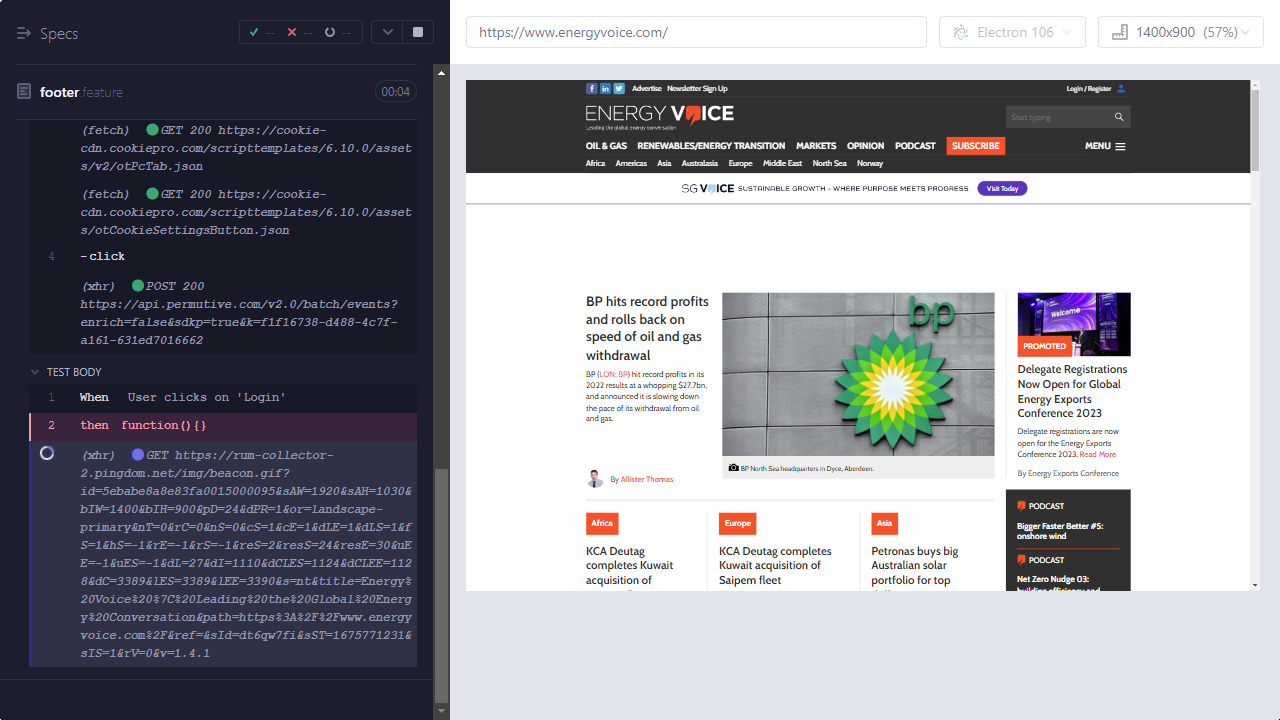 Specs
--
--
--
footer.feature
00:04
(fetch) GET 200 https://cookie-
cdn.cookiepro.com/scripttemplates/6.10.0/asset
s/v2/otPcTab.json
(fetch) GET 200 https://cookie-
cdn.cookiepro.com/scripttemplates/6.10.0/asset
s/otCookieSettingsButton.json
4 -click
(xhr) POST 200
https://api.permutive.com/v2.0/batch/events?
enrich=false&sdkp=true&k=f1f16738-d488-4c7f-
a161-631ed7016662
TEST BODY
1 When User clicks on 'Login'
2 then function(){}
(xhr) GET https://rum-collector-
2.pingdom.net/img/beacon.gif?
id=5ebabe8a8e83fa0015000095&sAW=1920&sAH=1030&
bIW=1400&bIH=900&pD=24&dPR=1&or=landscape-
primary&nT=0&rC=0&nS=0&cS=1&cE=1&dLE=1&dLS=1&f
S=1&hS=-1&rE=-1&rS=-1&reS=2&resS=24&resE=30&uE
E=-1&uES=-1&dL=27&dI=1110&dCLES=1124&dCLEE=112
8&dC=3389&lES=3389&lEE=3390&s=nt&title=Energy%
20Voice%20%7C%20Leading%20the%20Global%20Energ
y%20Conversation&path=https%3A%2F%2Fwww.energy
voice.com%2F&ref=&sId=dt6qw7fi&sST=1675771231&
sIS=1&rV=0&v=1.4.1
https://www.energyvoice.com/
Electron 106
1400x900 (57%)
Advertise Newsletter Sign Up
Login / Register
ENERGY VOICE
Leading the global energy conversation
Start typing
OIL & GAS RENEWABLES/ENERGY TRANSITION MARKETS OPINION PODCAST SUBSCRIBE MENU
Africa Americas Asia Australasia Europe Middle East North Sea Norway
SG VOICE SUSTAINABLE GROWTH - WHERE PURPOSE MEETS PROGRESS Visit Today
BP hits record profits
and rolls back on
speed of oil and gas
withdrawal
BP (LON: BP) hit record profits in its
2022 results at a whopping $27.7bn,
and announced it is slowing down
the pace of its withdrawal from oil
and gas.
By Allister Thomas
bp
BP North Sea headquarters in Dyce, Aberdeen.
Welcome
PROMOTED
Delegate Registrations
Now Open for Global
Energy Exports
Conference 2023
Delegate registrations are now
open for the Energy Exports
Conference 2023. Read More
By Energy Exports Conference
Africa
KCA Deutag
completes Kuwait
acquisition of
Europe
KCA Deutag completes
Kuwait acquisition of
Saipem fleet
Asia
Petronas buys big
Australian solar
portfolio for top
PODCAST
Bigger Faster Better #5:
onshore wind
PODCAST
Net Zero Nudge 03:
building efficiency and